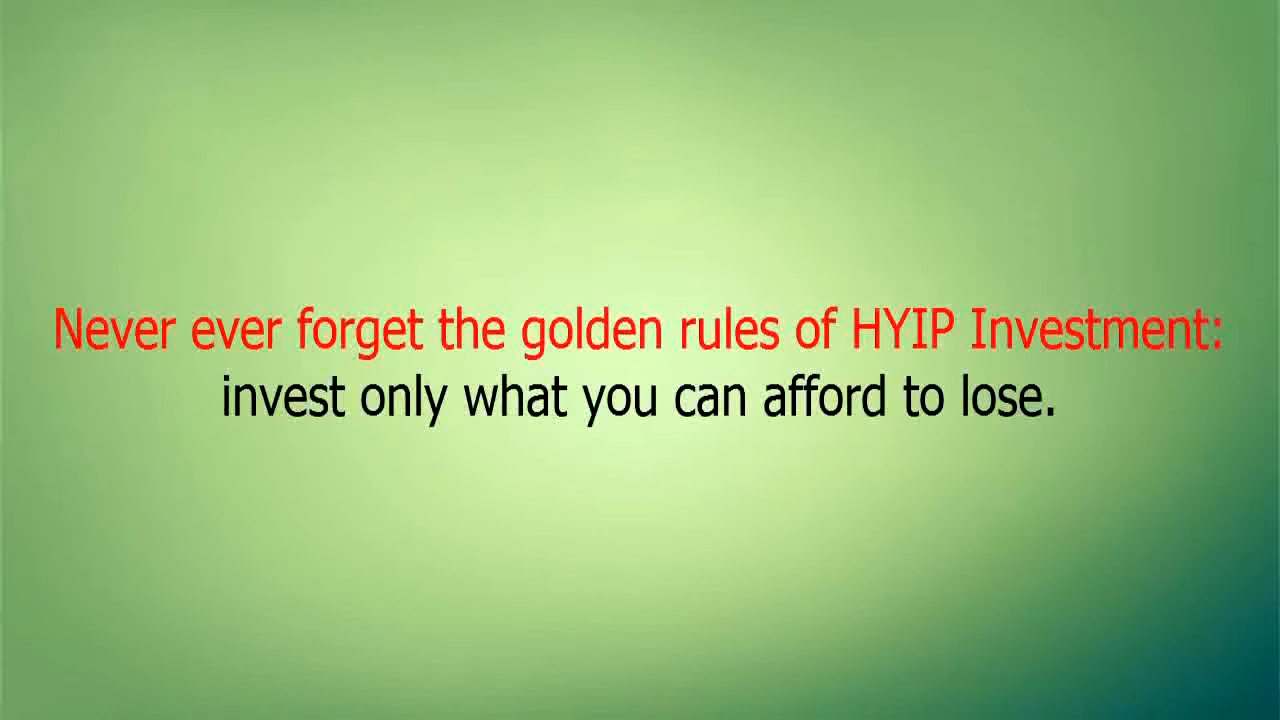 Never ever forget the golden rules of HYIP Investment:
invest only what you can afford to lose.